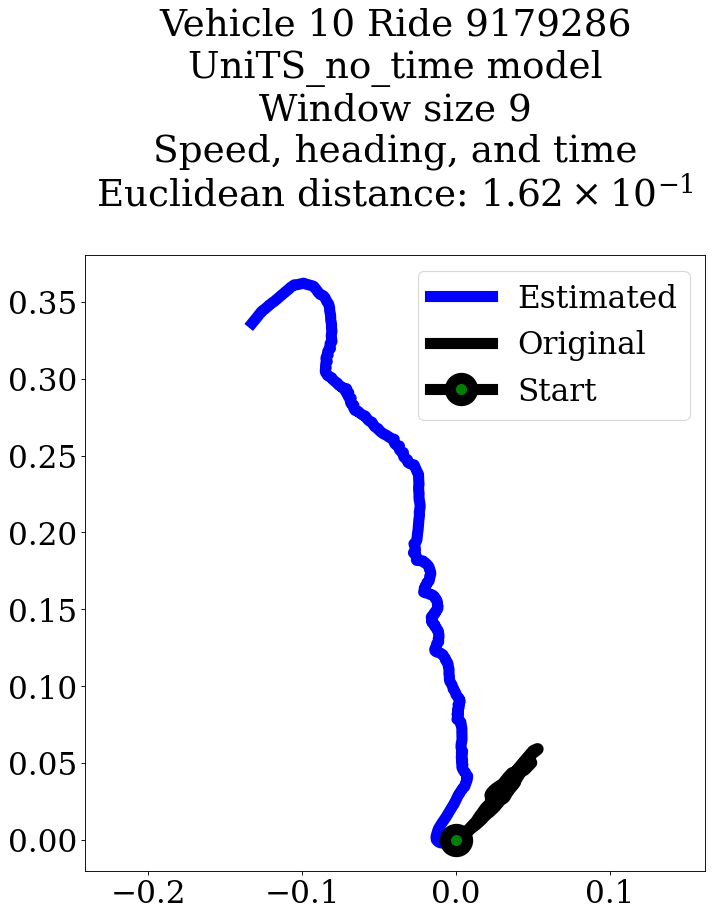 Vehicle 10 Ride 9179286
UniTS_no_time model
Window size 9
Speed, heading, and time
Euclidean distance: 1.62 × 10⁻¹
Estimated
Original
Start
0.35
0.30
0.25
0.20
0.15
0.10
0.05
0.00
−0.2 −0.1 0.0 0.1